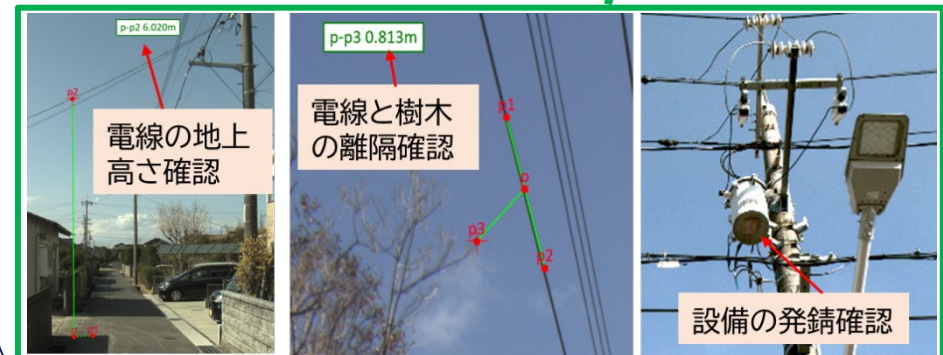 p-p2 6.020m
p2
電線の地上
高さ確認
p-p3 0.813m
電線と樹木
の離隔確認
p1
o
p3
p2
設備の発錆確認